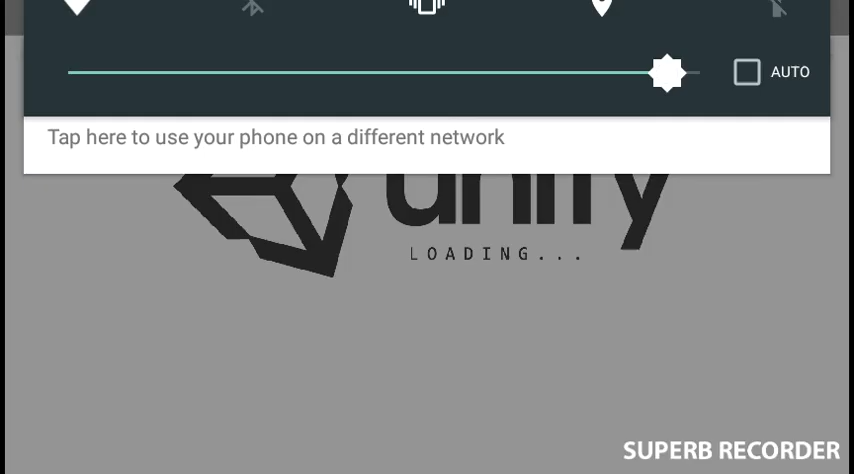 AUTO
Tap here to use your phone on a different network
unity
LOADING...
SUPERB RECORDER